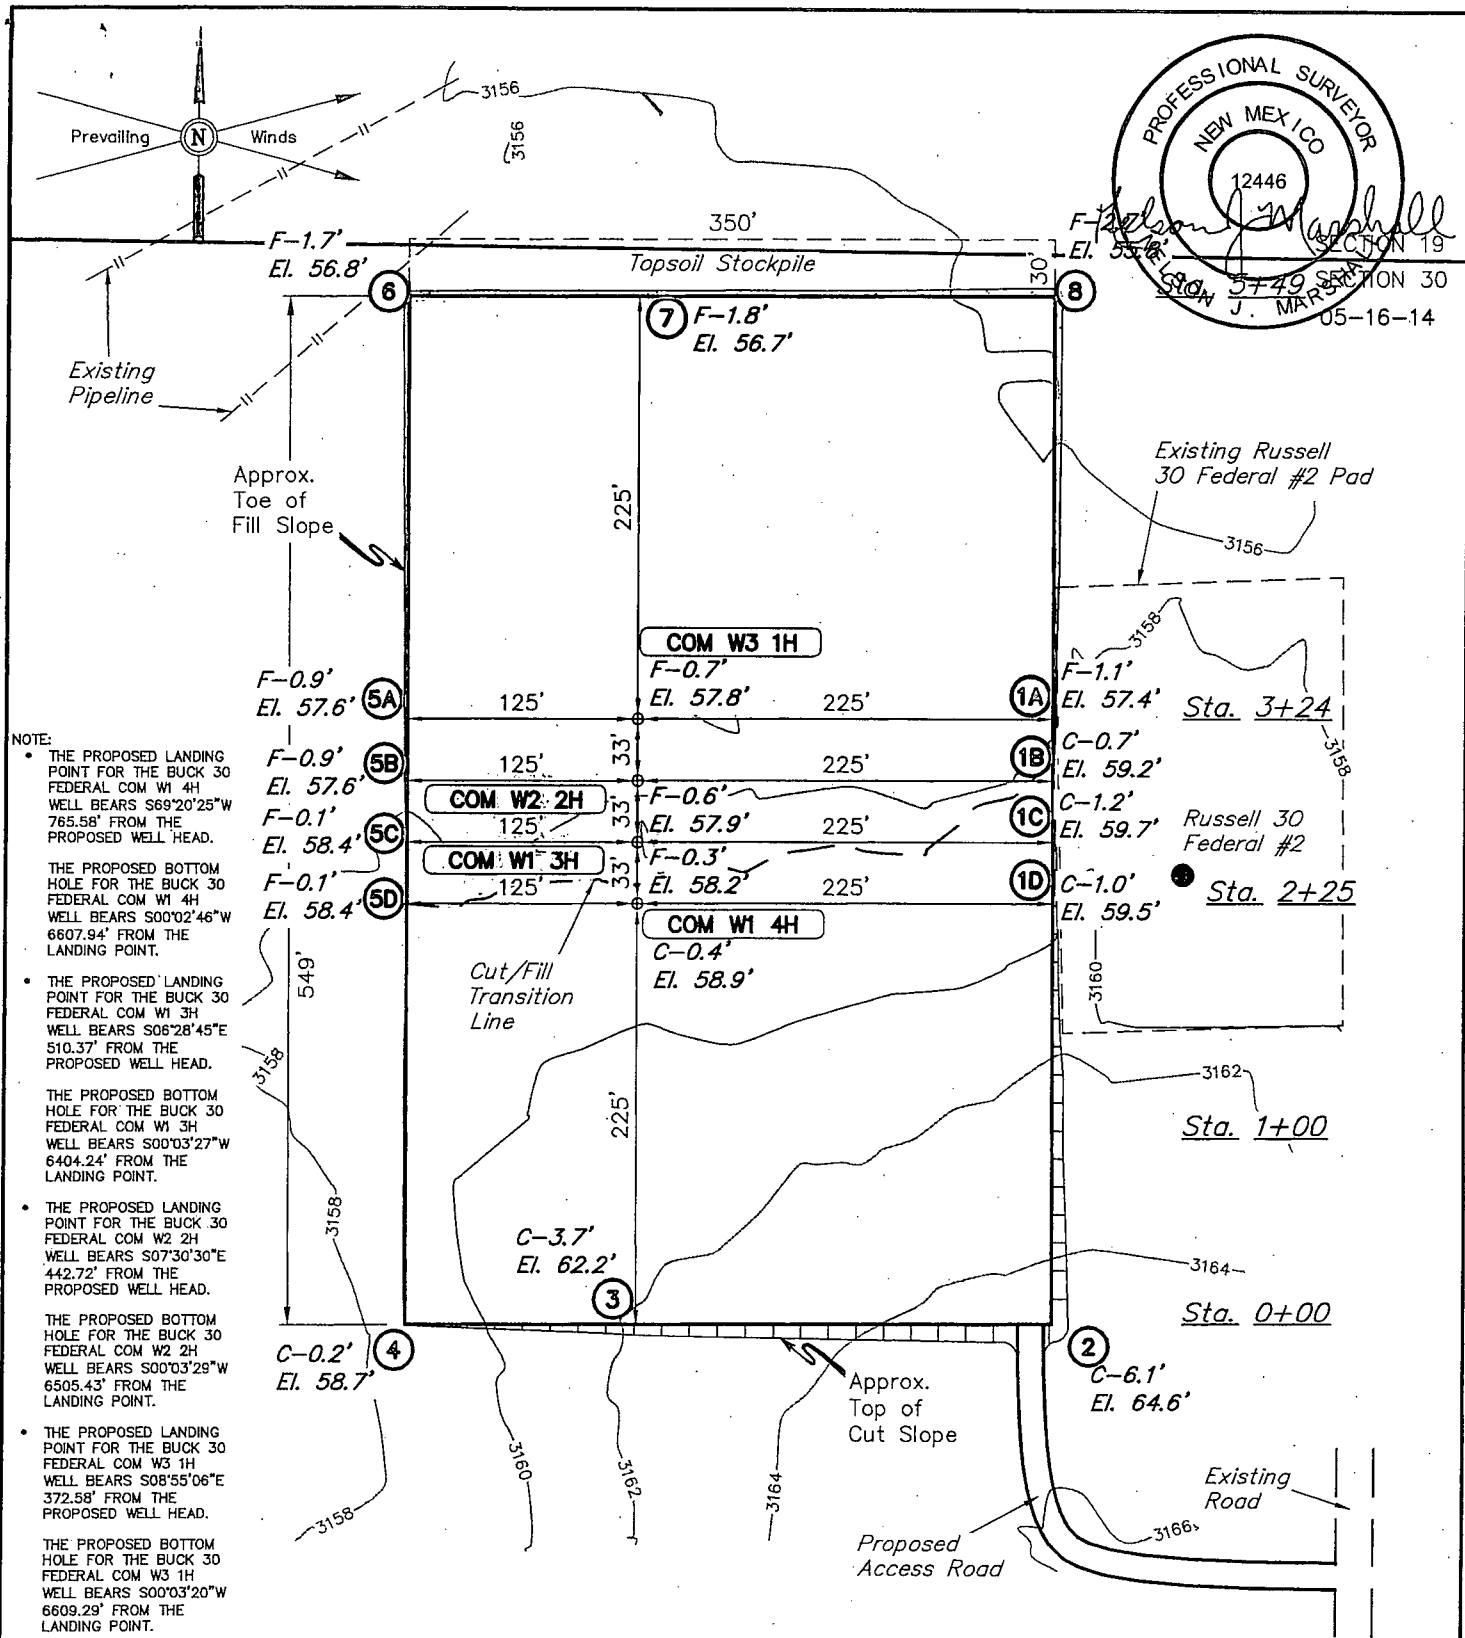 3156
3156
Prevailing
N
Winds
PROFESSIONAL SURVEYOR
NEW MEXICO
12446
NELSON J. MARSHALL
Nelson J. Marshall
350'
F-1.7'
El. 56.8'
Topsoil Stockpile
30'
SECTION 19
Sta. 5+49
SECTION 30
05-16-14
6
8
7
F-1.8'
El. 56.7'
Existing
Pipeline
Approx.
Toe of
Fill Slope
225'
Existing Russell
30 Federal #2 Pad
3156
3158
COM W3 1H
F-0.7'
El. 57.8'
F-0.9'
El. 57.6'
5A
125'
225'
1A
F-1.1'
El. 57.4'
Sta. 3+24
3158
33'
F-0.9'
El. 57.6'
5B
125'
225'
1B
C-0.7'
El. 59.2'
COM W2 2H
F-0.6'
El. 57.9'
33'
F-0.1'
El. 58.4'
5C
125'
225'
1C
C-1.2'
El. 59.7'
Russell 30
Federal #2
COM W1 3H
F-0.3'
El. 58.2'
33'
F-0.1'
El. 58.4'
5D
125'
225'
1D
C-1.0'
El. 59.5'
Sta. 2+25
COM W1 4H
C-0.4'
El. 58.9'
Cut/Fill
Transition
Line
549'
3160
3158
3162
225'
Sta. 1+00
3158
C-3.7'
El. 62.2'
3
3164
Sta. 0+00
4
C-0.2'
El. 58.7'
2
C-6.1'
El. 64.6'
Approx.
Top of
Cut Slope
3160
3162
3164
3158
3166
Existing
Road
Proposed
Access Road
NOTE:
• THE PROPOSED LANDING
POINT FOR THE BUCK 30
FEDERAL COM W1 4H
WELL BEARS S69°20'25"W
765.58' FROM THE
PROPOSED WELL HEAD.
THE PROPOSED BOTTOM
HOLE FOR THE BUCK 30
FEDERAL COM W1 4H
WELL BEARS S00°02'46"W
6607.94' FROM THE
LANDING POINT.
• THE PROPOSED LANDING
POINT FOR THE BUCK 30
FEDERAL COM W1 3H
WELL BEARS S06°28'45"E
510.37' FROM THE
PROPOSED WELL HEAD.
THE PROPOSED BOTTOM
HOLE FOR THE BUCK 30
FEDERAL COM W1 3H
WELL BEARS S00°03'27"W
6404.24' FROM THE
LANDING POINT.
• THE PROPOSED LANDING
POINT FOR THE BUCK 30
FEDERAL COM W2 2H
WELL BEARS S07°30'30"E
442.72' FROM THE
PROPOSED WELL HEAD.
THE PROPOSED BOTTOM
HOLE FOR THE BUCK 30
FEDERAL COM W2 2H
WELL BEARS S00°03'29"W
6505.43' FROM THE
LANDING POINT.
• THE PROPOSED LANDING
POINT FOR THE BUCK 30
FEDERAL COM W3 1H
WELL BEARS S08°55'06"E
372.58' FROM THE
PROPOSED WELL HEAD.
THE PROPOSED BOTTOM
HOLE FOR THE BUCK 30
FEDERAL COM W3 1H
WELL BEARS S00°03'20"W
6609.29' FROM THE
LANDING POINT.